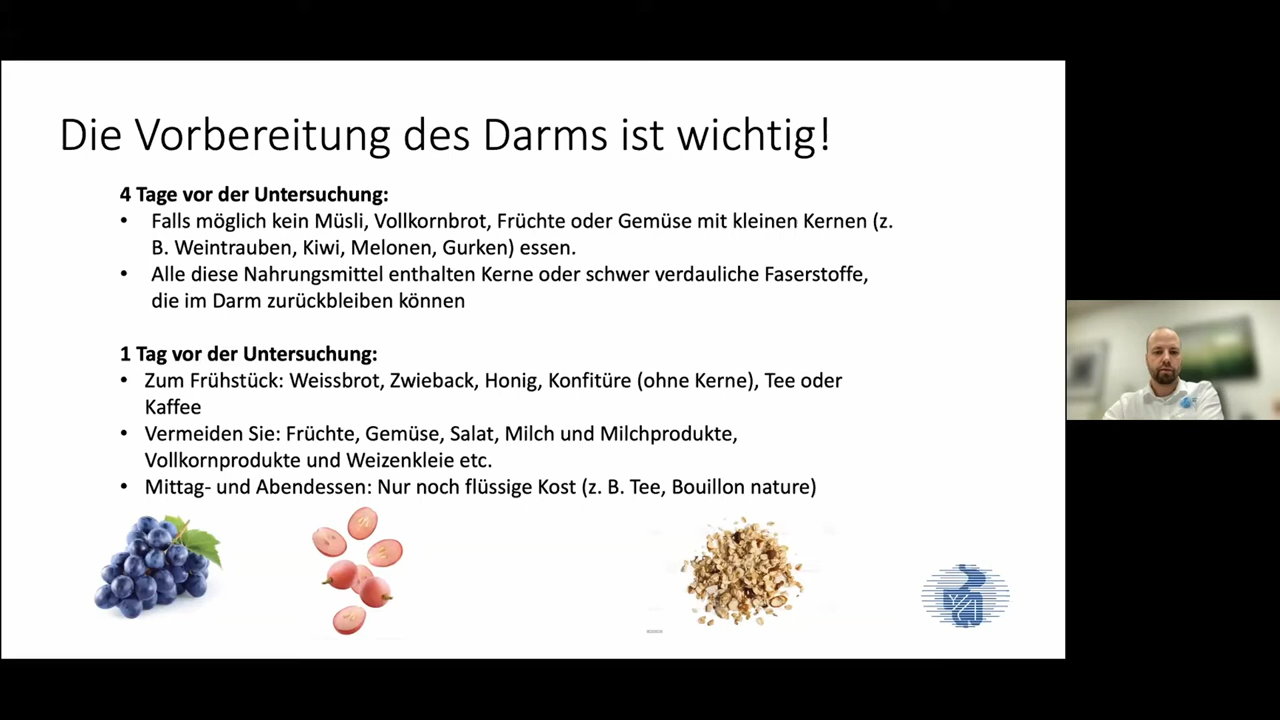 Die Vorbereitung des Darms ist wichtig!
4 Tage vor der Untersuchung:
• Falls möglich kein Müsli, Vollkornbrot, Früchte oder Gemüse mit kleinen Kernen (z.
B. Weintrauben, Kiwi, Melonen, Gurken) essen.
• Alle diese Nahrungsmittel enthalten Kerne oder schwer verdauliche Faserstoffe,
die im Darm zurückbleiben können
1 Tag vor der Untersuchung:
• Zum Frühstück: Weissbrot, Zwieback, Honig, Konfitüre (ohne Kerne), Tee oder
Kaffee
• Vermeiden Sie: Früchte, Gemüse, Salat, Milch und Milchprodukte,
Vollkornprodukte und Weizenkleie etc.
• Mittag- und Abendessen: Nur noch flüssige Kost (z. B. Tee, Bouillon nature)